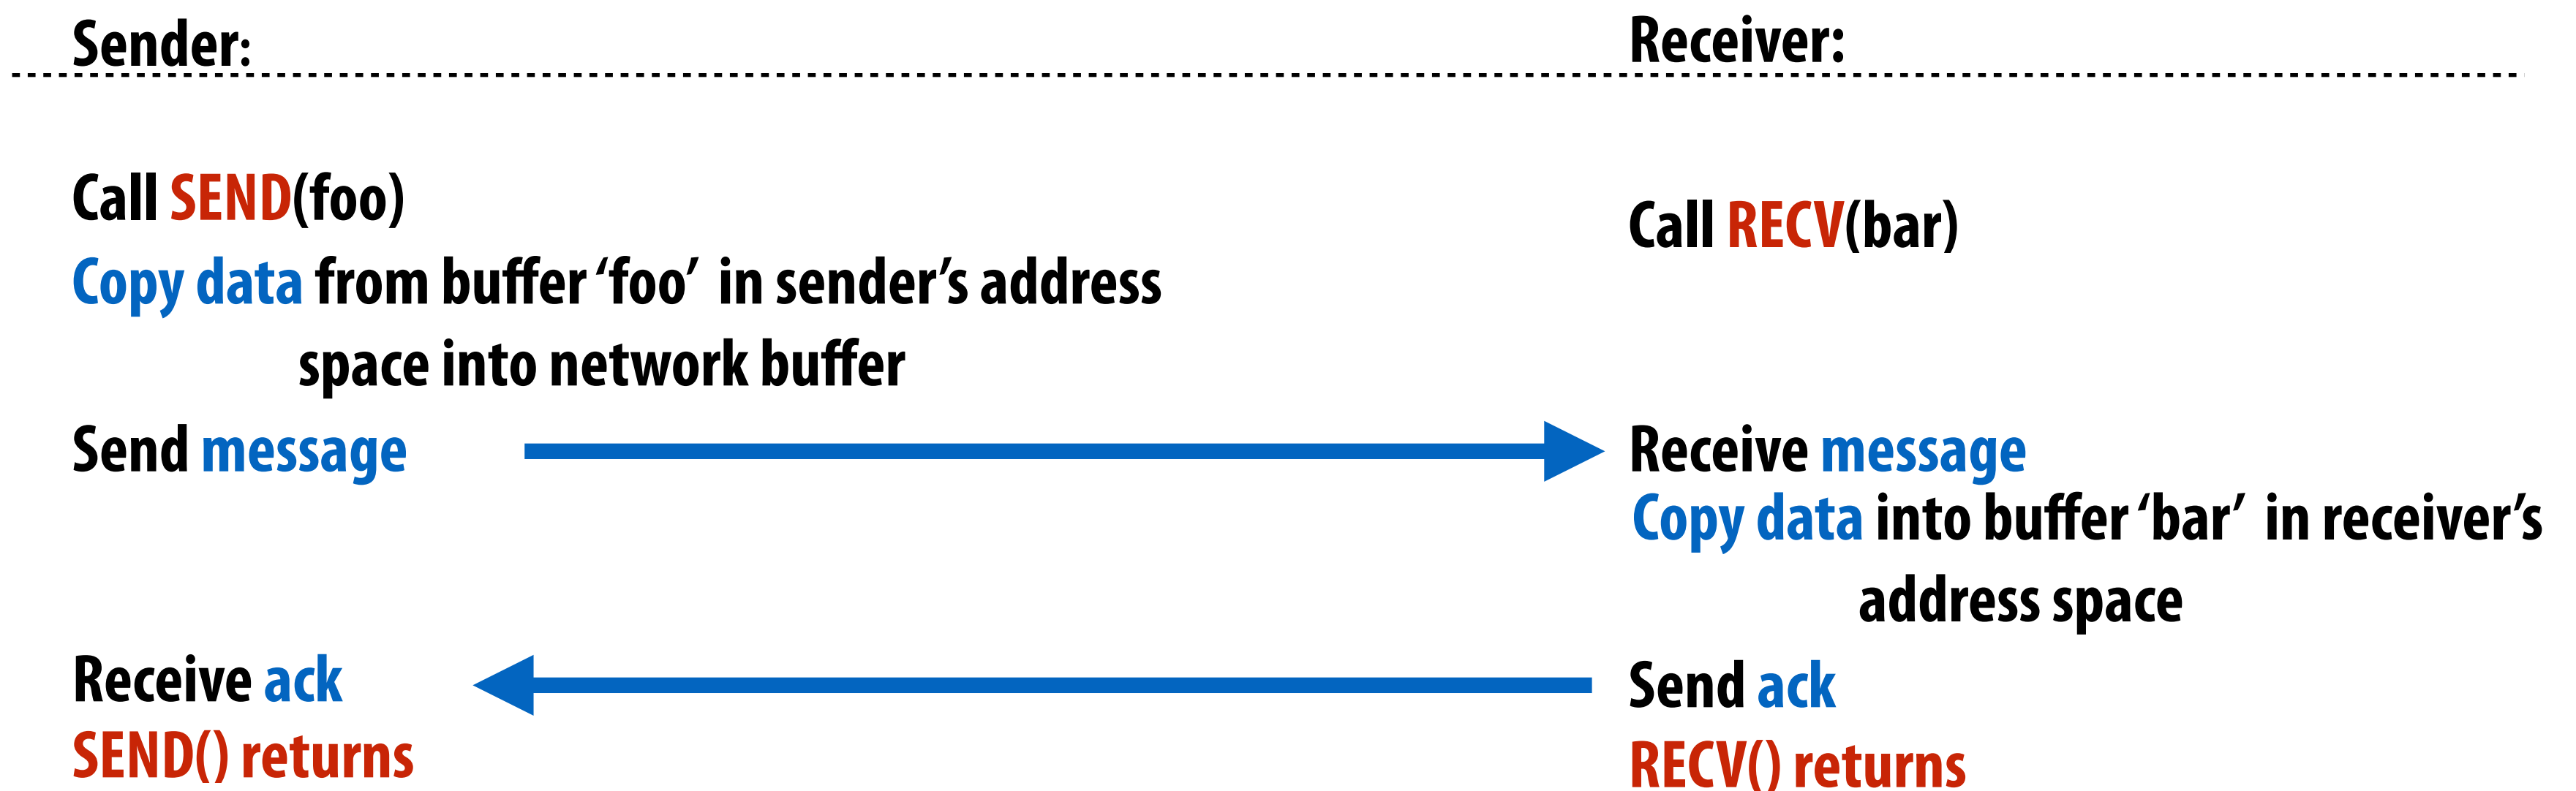 Sender:
Receiver:
Call SEND(foo)
Call RECV(bar)
Copy data from buffer ‘foo’ in sender’s address
space into network buffer
Send message
Receive message
Copy data into buffer ‘bar’ in receiver’s
address space
Receive ack
Send ack
SEND() returns
RECV() returns